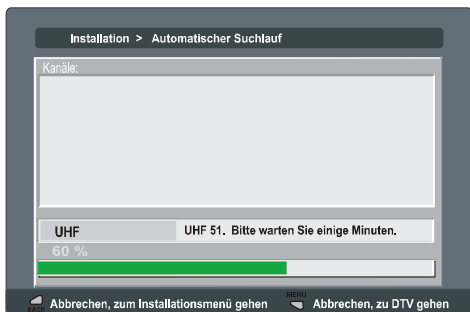 Installation > Automatischer Suchlauf
Kanäle:
UHF
UHF 51. Bitte warten Sie einige Minuten.
60 %
BACK Abbrechen, zum Installationsmenü gehen
MENU Abbrechen, zu DTV gehen